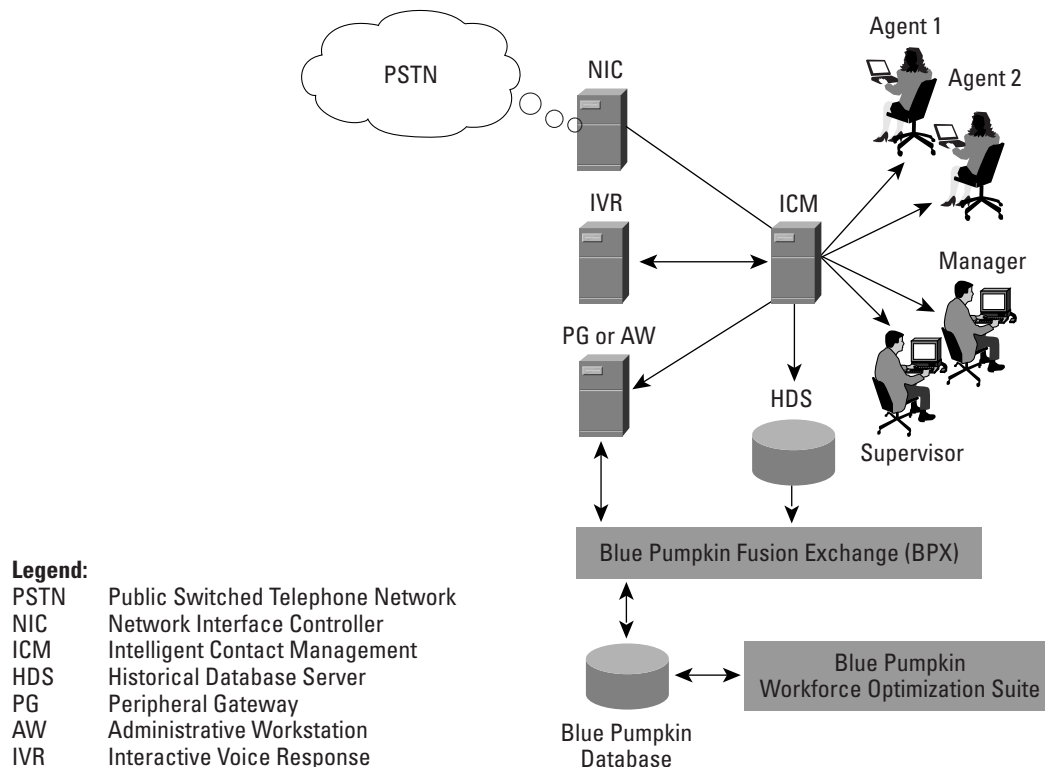 Agent 1
PSTN
NIC
Agent 2
IVR
ICM
Manager
PG or AW
HDS
Supervisor
Blue Pumpkin Fusion Exchange (BPX)
Legend:
PSTN Public Switched Telephone Network
NIC Network Interface Controller
ICM Intelligent Contact Management
HDS Historical Database Server
PG Peripheral Gateway
AW Administrative Workstation
IVR Interactive Voice Response
Blue Pumpkin
Workforce Optimization Suite
Blue Pumpkin
Database